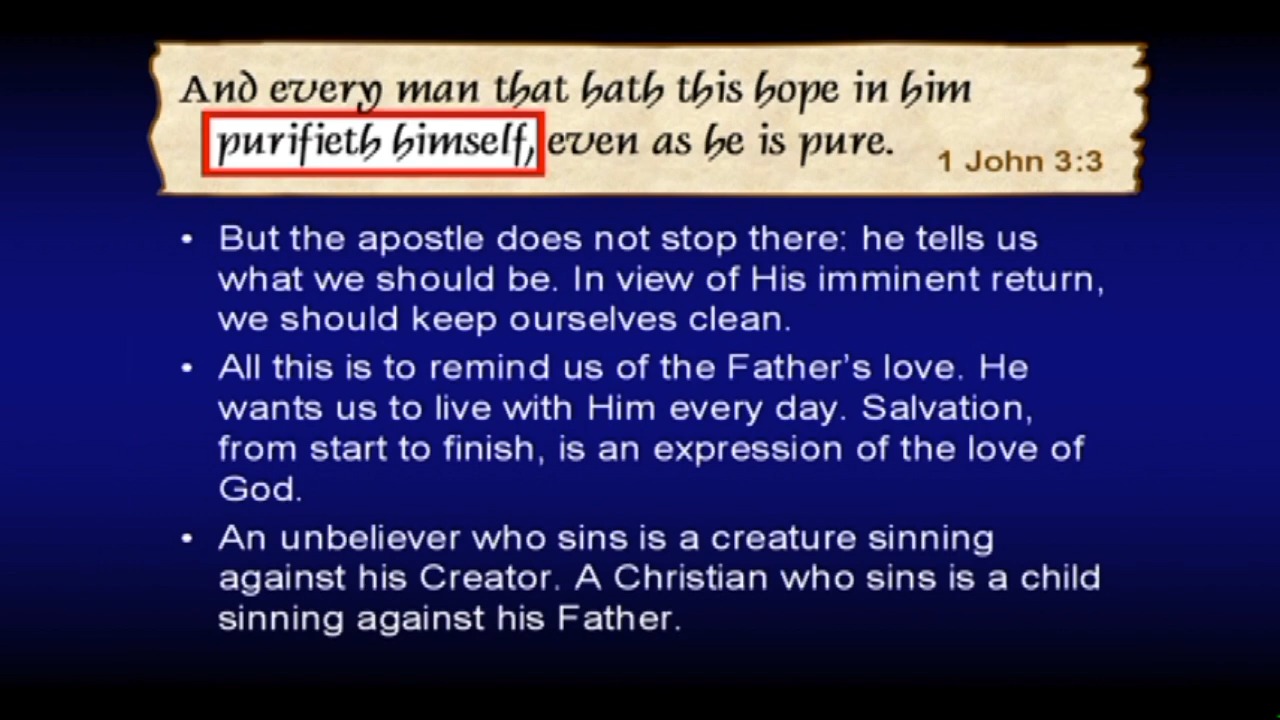 And every man that hath this hope in him
purifieth himself, even as he is pure.
1 John 3:3
• But the apostle does not stop there: he tells us
what we should be. In view of His imminent return,
we should keep ourselves clean.
• All this is to remind us of the Father’s love. He
wants us to live with Him every day. Salvation,
from start to finish, is an expression of the love of
God.
• An unbeliever who sins is a creature sinning
against his Creator. A Christian who sins is a child
sinning against his Father.